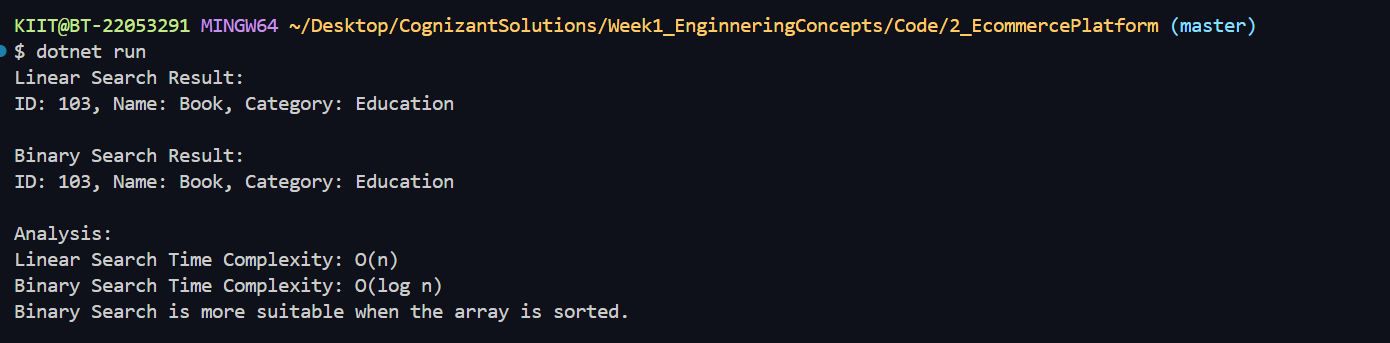 KIIT@BT-22053291 MINGW64 ~/Desktop/CognizantSolutions/Week1_EnginneringConcepts/Code/2_EcommercePlatform (master)
$ dotnet run
Linear Search Result:
ID: 103, Name: Book, Category: Education
Binary Search Result:
ID: 103, Name: Book, Category: Education
Analysis:
Linear Search Time Complexity: O(n)
Binary Search Time Complexity: O(log n)
Binary Search is more suitable when the array is sorted.